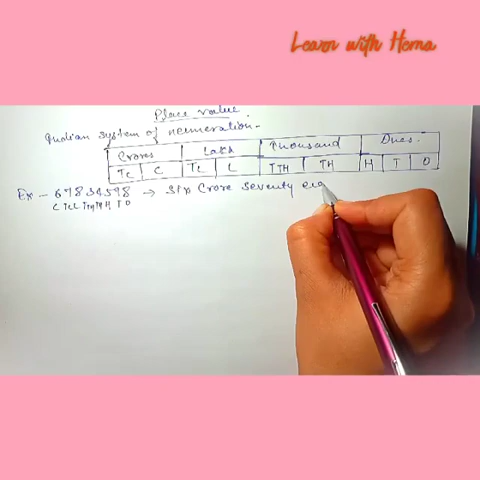 Learn with Hema
Place value
Indian system of numeration.
Crores Lakh Thousand Ones
TC C TL L TTH TH H T O
Ex - 67834598 → Six Crore seventy eig
C TL L TTH TH H T O